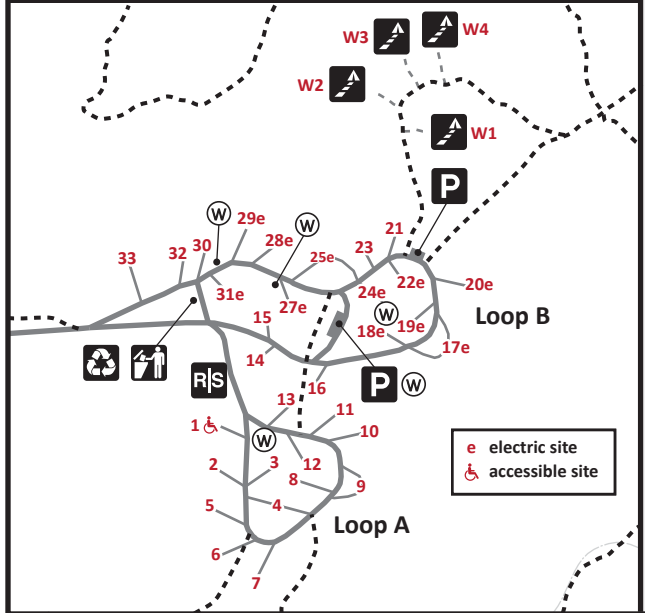 W3
W4
W2
W1
P
W
W
21
29e
30
28e
25e
23
32
33
22e
20e
31e
24e
27e
W
15
18e
19e
Loop B
17e
14
R|S
P
W
16
13
11
1
W
10
3
12
2
8
9
e electric site
accessible site
5
4
Loop A
6
7